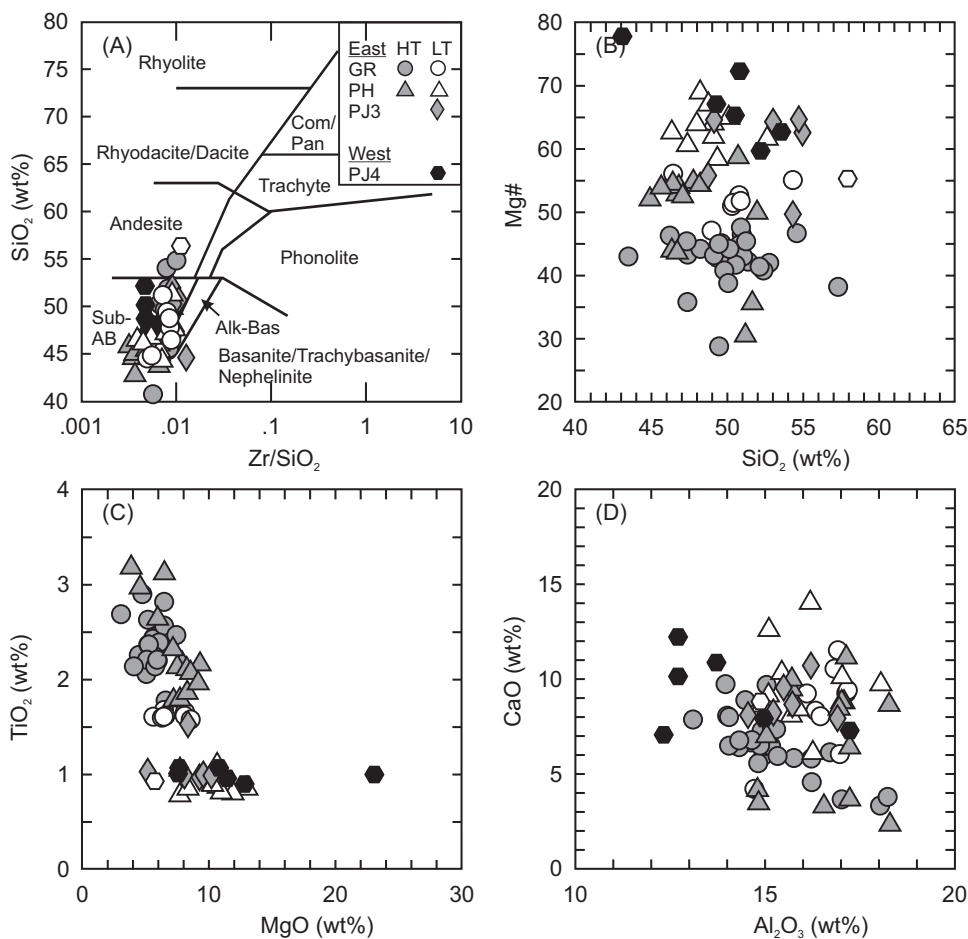 (A)
80
70
60
50
40
SiO₂ (wt%)
Rhyolite
Rhyodacite/Dacite
Andesite
Sub-
AB
Com/
Pan
Trachyte
Phonolite
Alk-Bas
Basanite/Trachybasanite/
Nephelinite
East HT LT
GR
PH
PJ3
West
PJ4
.001 .01 .1 1 10
Zr/SiO₂
(B)
80
70
60
50
40
30
20
Mg#
40 45 50 55 60 65
SiO₂ (wt%)
(C)
4
3
2
1
0
TiO₂ (wt%)
0 10 20 30
MgO (wt%)
(D)
20
15
10
5
0
CaO (wt%)
10 15 20
Al₂O₃ (wt%)